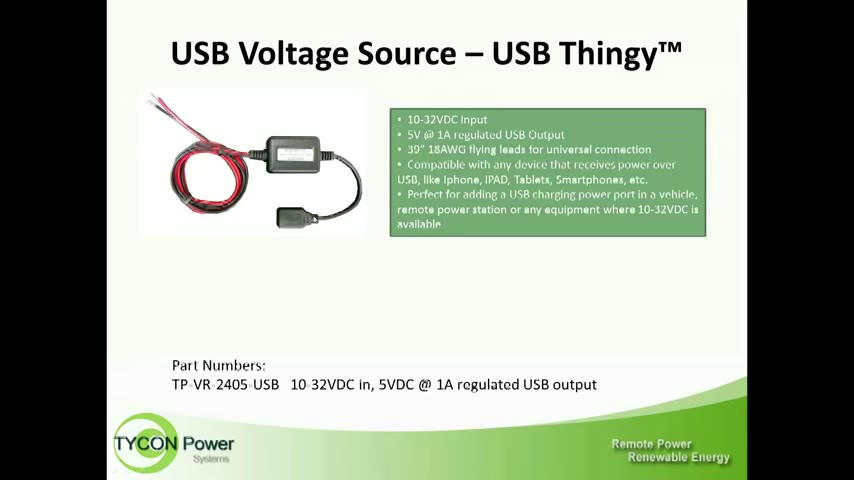 USB Voltage Source – USB Thingy™
• 10-32VDC Input
• 5V @ 1A regulated USB Output
• 39" 18AWG flying leads for universal connection
• Compatible with any device that receives power over
USB, like Iphone, IPAD, Tablets, Smartphones, etc.
• Perfect for adding a USB charging power port in a vehicle,
remote power station or any equipment where 10-32VDC is
available
Part Numbers:
TP-VR-2405-USB 10-32VDC in, 5VDC @ 1A regulated USB output
TYCON Power
Systems
Remote Power
Renewable Energy